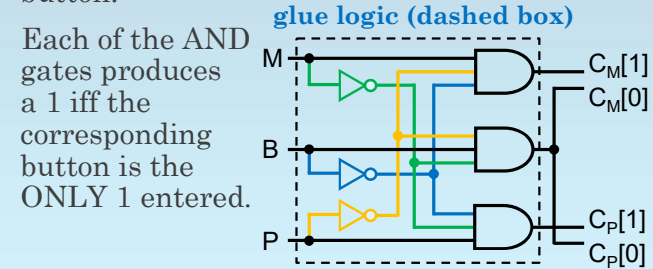 button.
glue logic (dashed box)
Each of the AND
gates produces
a 1 iff the
corresponding
button is the
ONLY 1 entered.
M
B
P
C_M[1]
C_M[0]
C_P[1]
C_P[0]